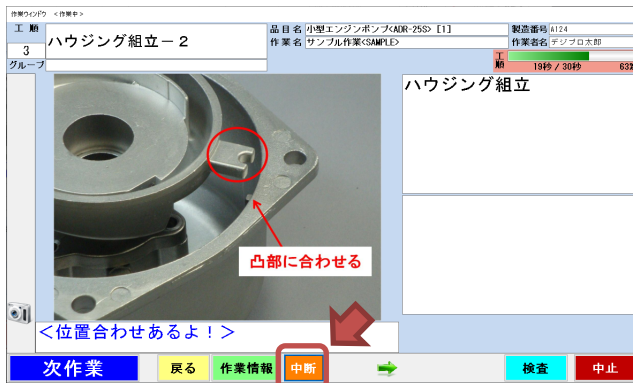 作業ウインドウ <作業中>
工 順
3
グループ
ハウジング組立－２
品目名 小型エンジンポンプ<ADR-25S> [1]
作業名 サンプル作業<SAMPLE>
製造番号 A124
作業者名 デジプロ太郎
工順
19秒 / 30秒 63%
ハウジング組立
凸部に合わせる
＜位置合わせあるよ！＞
次作業
戻る
作業情報
中断
検査
中止